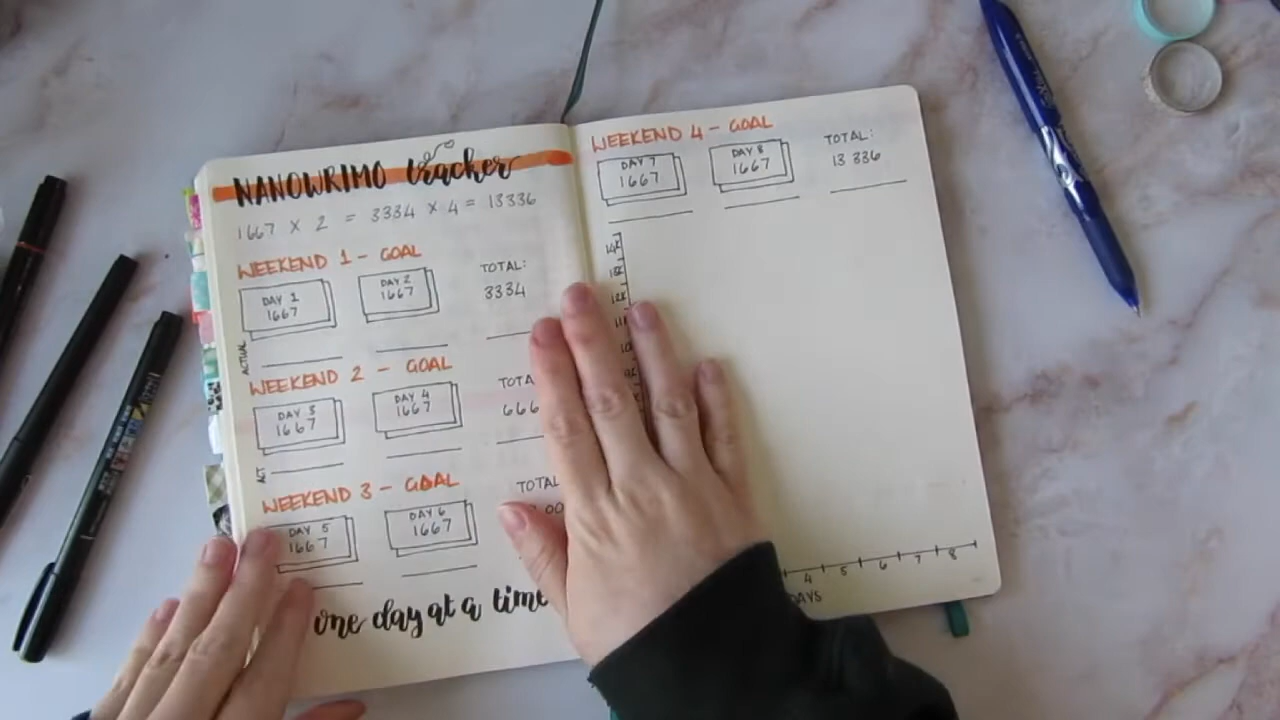 NANOWRIMO tracker
1667 X 2 = 3334 X 4 = 13336
WEEKEND 1 - GOAL
DAY 1
1667
DAY 2
1667
TOTAL:
3334
ACTUAL
WEEKEND 2 - GOAL
DAY 3
1667
DAY 4
1667
WEEKEND 3 - GOAL
DAY 5
1667
DAY 6
1667
TOTAL
one day at a time
WEEKEND 4 - GOAL
DAY 7
1667
DAY 8
1667
TOTAL:
13 336
14K
12K
4 5 6 7 8
DAYS